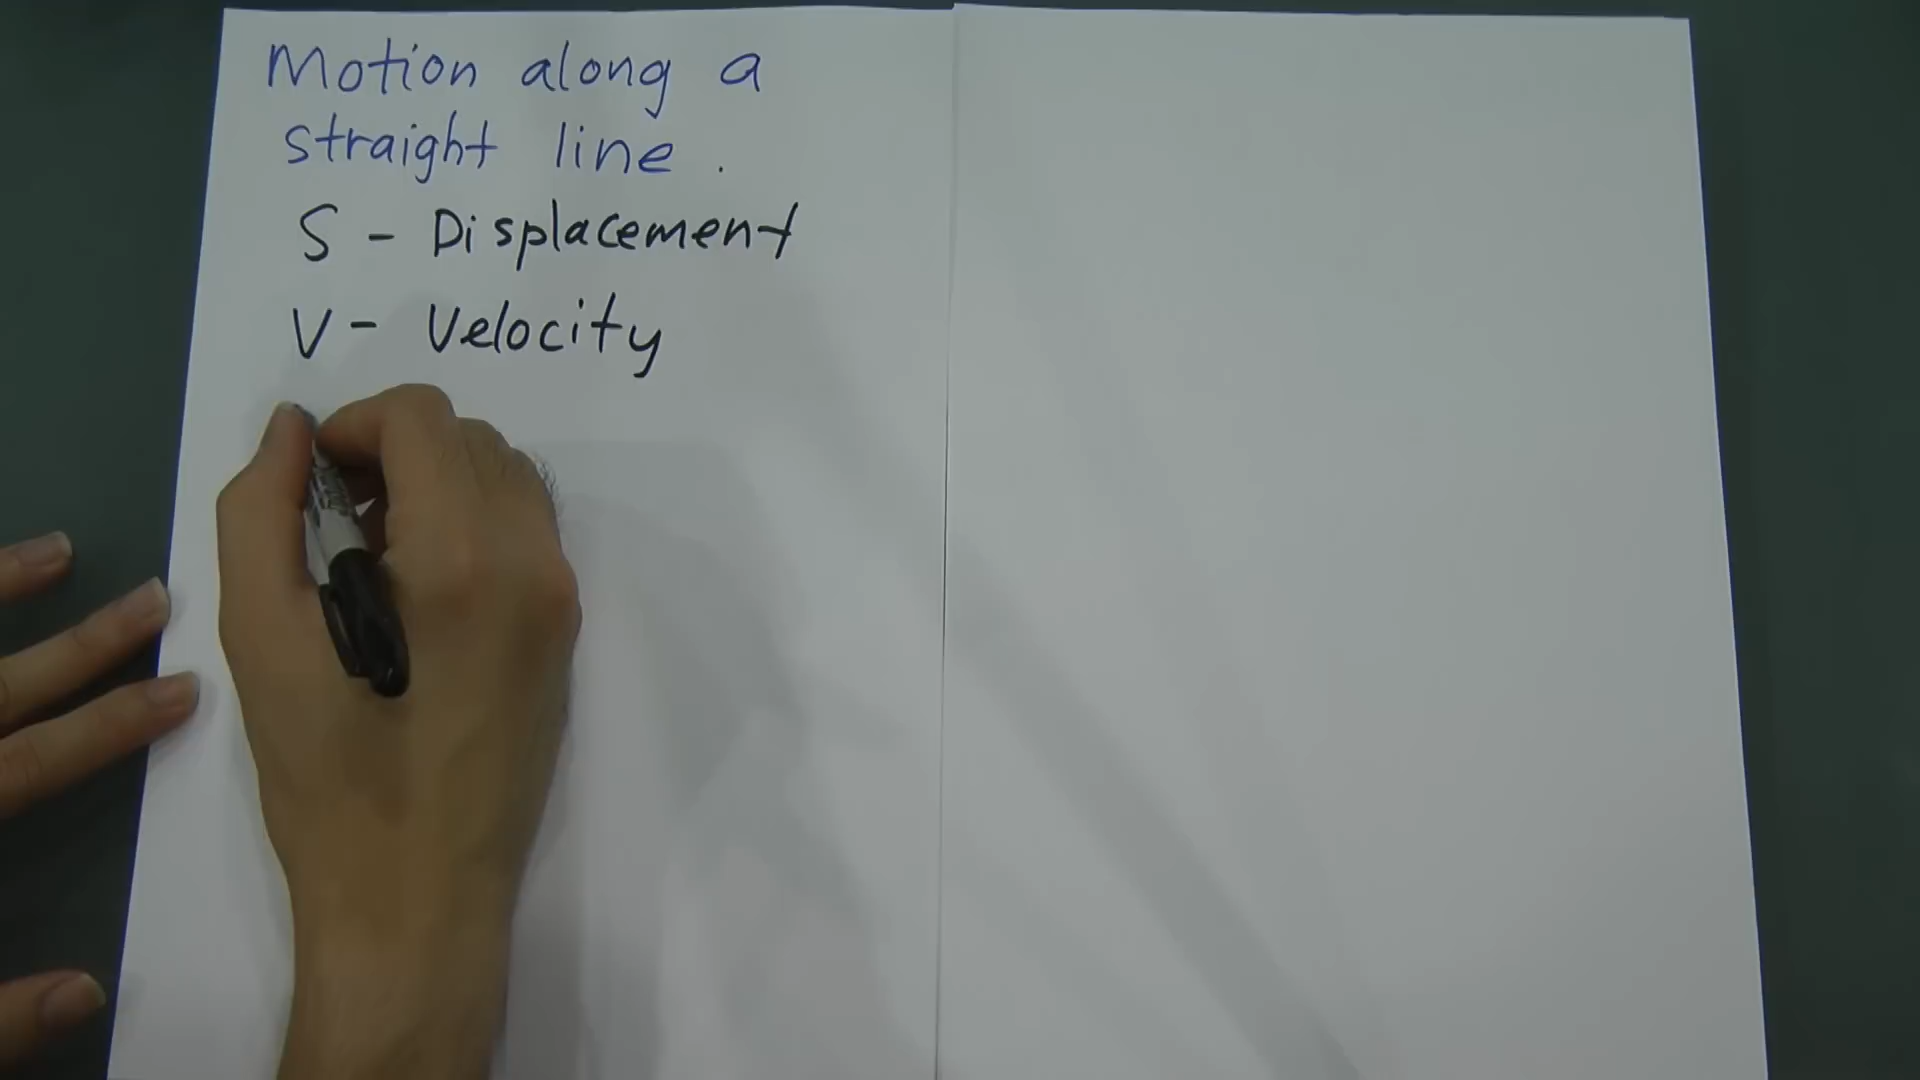 Motion along a
straight line .
S - Displacement
V - Velocity